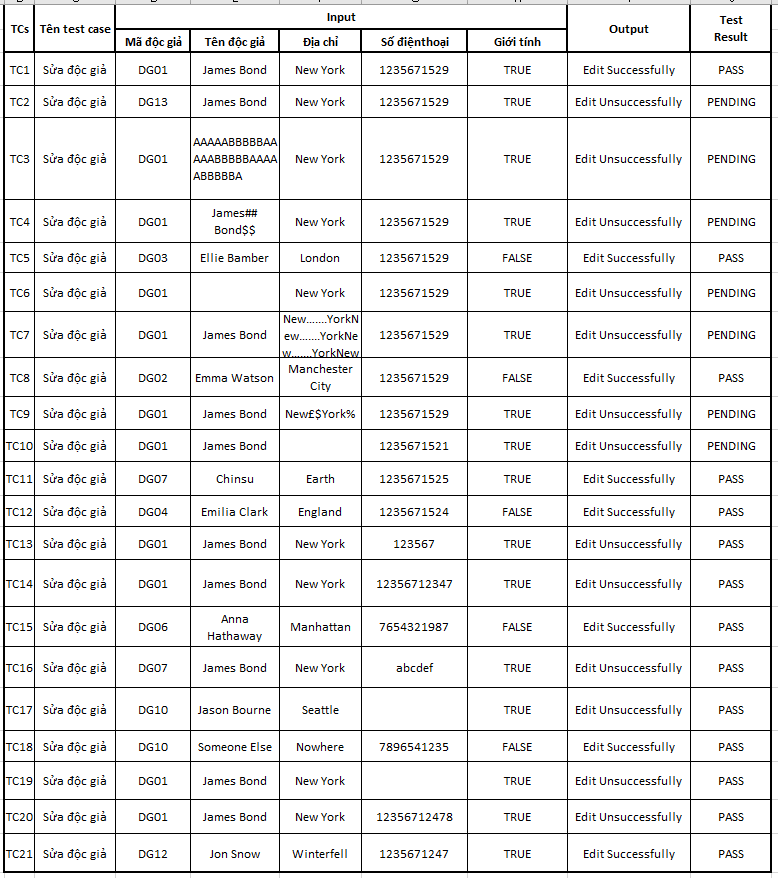 Input
TCs Tên test case Output Test Result
Mã độc giả Tên độc giả Địa chỉ Số điệnthoại Giới tính
TC1 Sửa độc giả DG01 James Bond New York 1235671529 TRUE Edit Successfully PASS
TC2 Sửa độc giả DG13 James Bond New York 1235671529 TRUE Edit Unsuccessfully PENDING
TC3 Sửa độc giả DG01 AAAAABBBBBAA AAABBBBBAAAA ABBBBBA New York 1235671529 TRUE Edit Unsuccessfully PENDING
TC4 Sửa độc giả DG01 James## Bond$$ New York 1235671529 TRUE Edit Unsuccessfully PENDING
TC5 Sửa độc giả DG03 Ellie Bamber London 1235671529 FALSE Edit Successfully PASS
TC6 Sửa độc giả DG01 New York 1235671529 TRUE Edit Unsuccessfully PENDING
TC7 Sửa độc giả DG01 James Bond New.......YorkN ew.......YorkNe w.......YorkNew 1235671529 TRUE Edit Unsuccessfully PENDING
TC8 Sửa độc giả DG02 Emma Watson Manchester City 1235671529 FALSE Edit Successfully PASS
TC9 Sửa độc giả DG01 James Bond New£$York% 1235671529 TRUE Edit Unsuccessfully PENDING
TC10 Sửa độc giả DG01 James Bond 1235671521 TRUE Edit Unsuccessfully PENDING
TC11 Sửa độc giả DG07 Chinsu Earth 1235671525 TRUE Edit Successfully PASS
TC12 Sửa độc giả DG04 Emilia Clark England 1235671524 FALSE Edit Successfully PASS
TC13 Sửa độc giả DG01 James Bond New York 123567 TRUE Edit Unsuccessfully PASS
TC14 Sửa độc giả DG01 James Bond New York 12356712347 TRUE Edit Unsuccessfully PASS
TC15 Sửa độc giả DG06 Anna Hathaway Manhattan 7654321987 FALSE Edit Successfully PASS
TC16 Sửa độc giả DG07 James Bond New York abcdef TRUE Edit Unsuccessfully PASS
TC17 Sửa độc giả DG10 Jason Bourne Seattle TRUE Edit Unsuccessfully PASS
TC18 Sửa độc giả DG10 Someone Else Nowhere 7896541235 FALSE Edit Successfully PASS
TC19 Sửa độc giả DG01 James Bond New York TRUE Edit Unsuccessfully PASS
TC20 Sửa độc giả DG01 James Bond New York 12356712478 TRUE Edit Unsuccessfully PASS
TC21 Sửa độc giả DG12 Jon Snow Winterfell 1235671247 TRUE Edit Successfully PASS